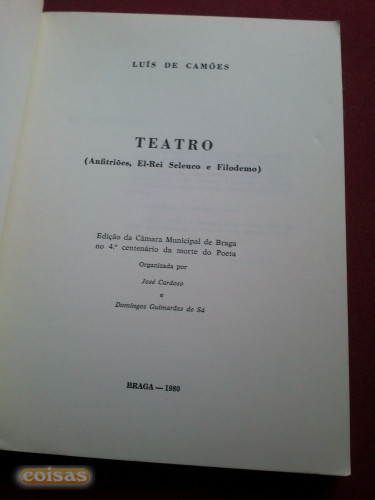 LUÍS DE CAMÕES
TEATRO
(Anfitriões, El-Rei Seleuco e Filodemo)
Edição da Câmara Municipal de Braga
no 4.º centenário da morte do Poeta
Organizada por
José Cardoso
e
Domingos Guimarães de Sá
BRAGA—1980
coisas